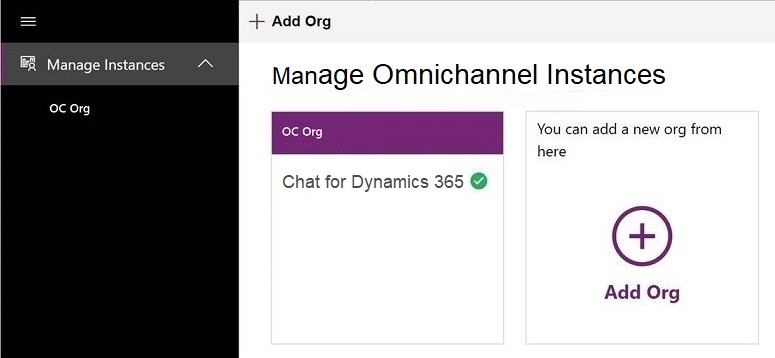 Add Org
Manage Instances
OC Org
Manage Omnichannel Instances
OC Org
Chat for Dynamics 365
You can add a new org from
here
Add Org